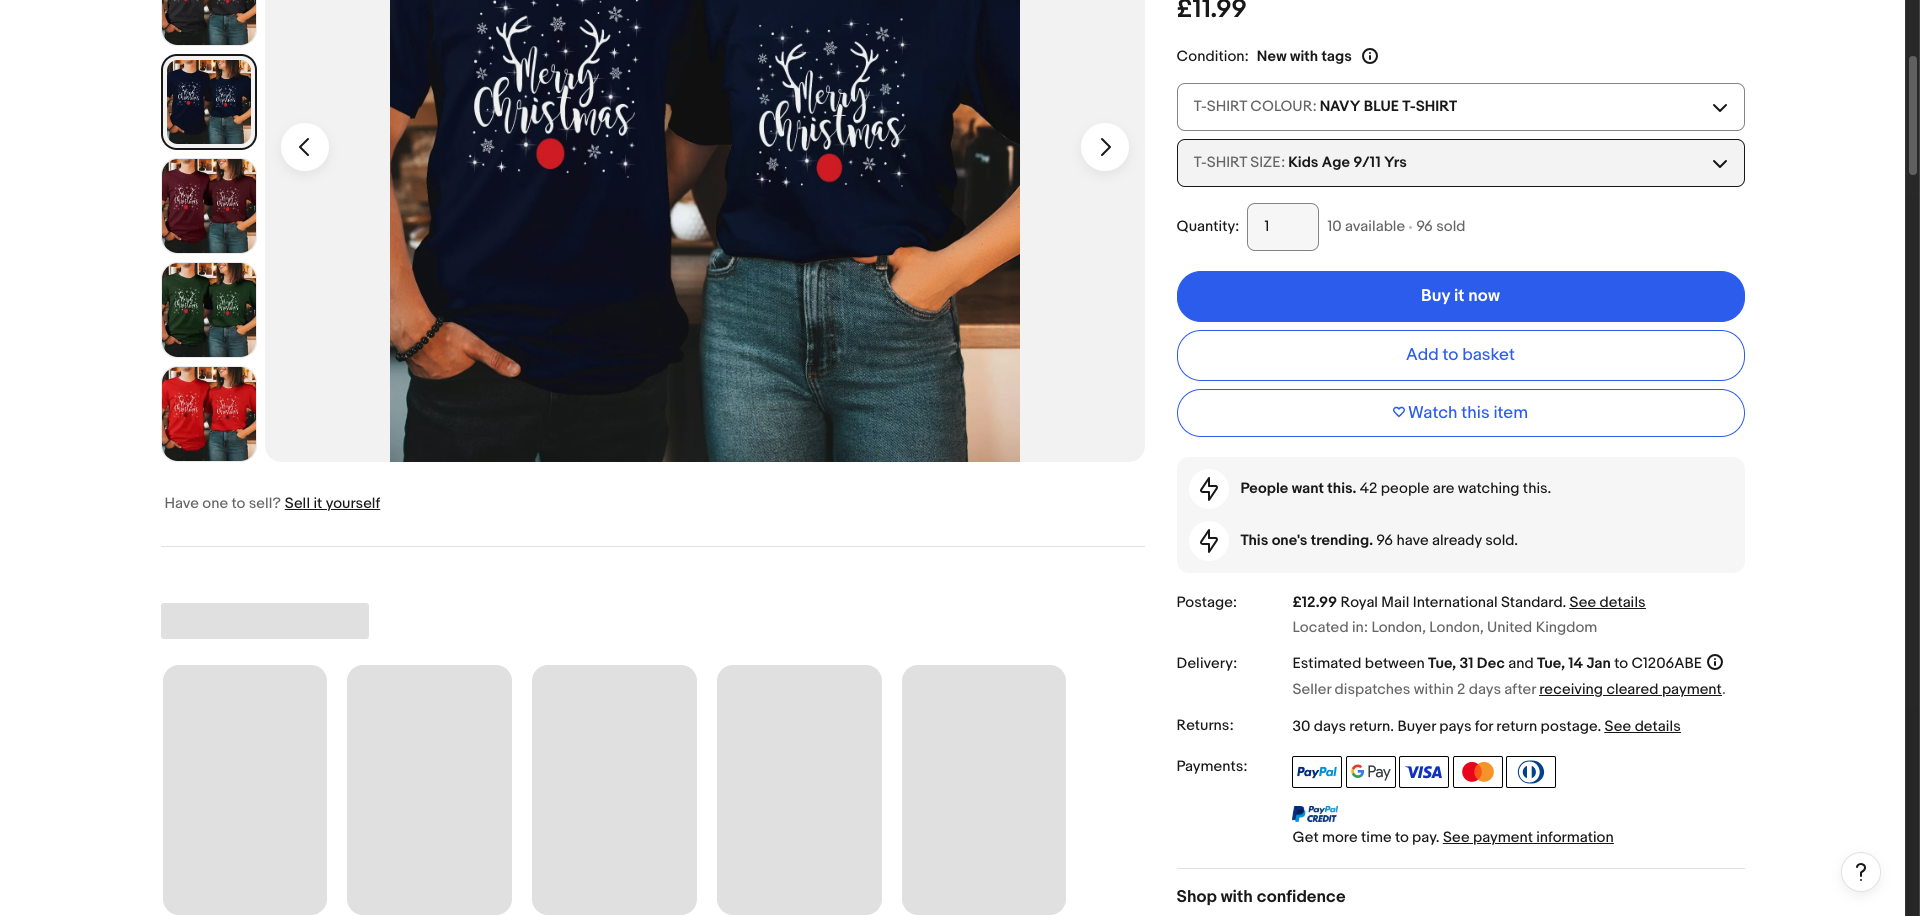 £11.99
Condition: New with tags
T-SHIRT COLOUR: NAVY BLUE T-SHIRT
T-SHIRT SIZE: Kids Age 9/11 Yrs
Quantity: 1 10 available · 96 sold
Buy it now
Add to basket
Watch this item
People want this. 42 people are watching this.
This one's trending. 96 have already sold.
Postage: £12.99 Royal Mail International Standard. See details
Located in: London, London, United Kingdom
Delivery: Estimated between Tue, 31 Dec and Tue, 14 Jan to C1206ABE
Seller dispatches within 2 days after receiving cleared payment.
Returns: 30 days return. Buyer pays for return postage. See details
Payments: PayPal G Pay VISA
PayPal CREDIT
Get more time to pay. See payment information
Shop with confidence
?
Merry Christmas
Merry Christmas
Have one to sell? Sell it yourself